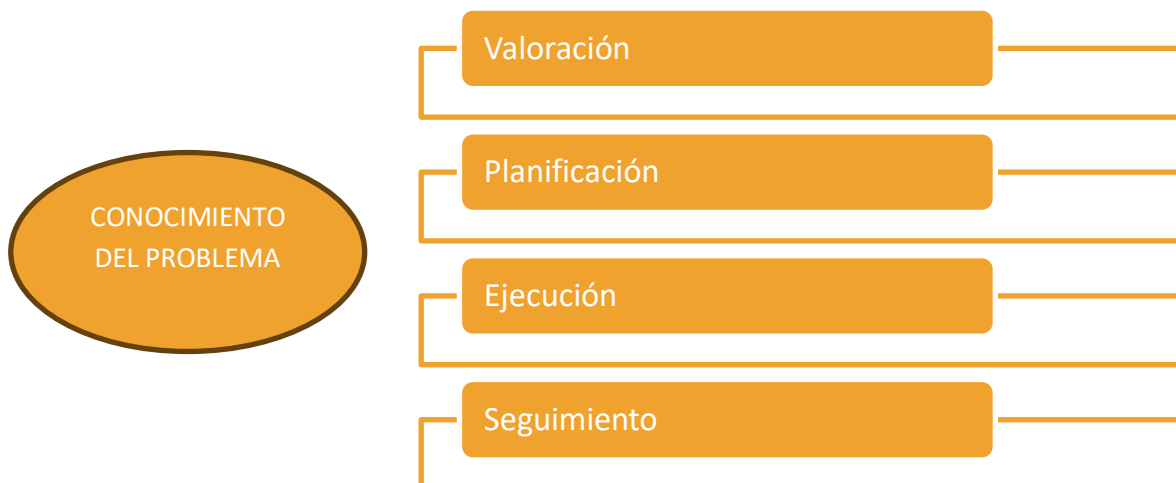 Valoración
Planificación
CONOCIMIENTO
DEL PROBLEMA
Ejecución
Seguimiento